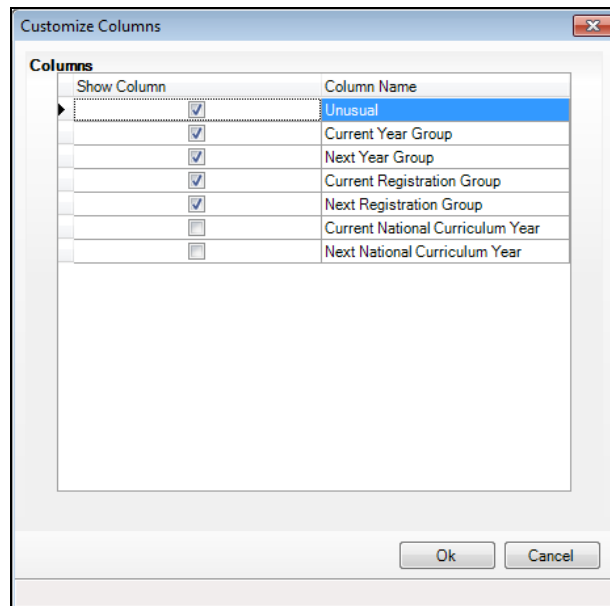 Customize Columns
Columns
Show Column Column Name
Unusual
Current Year Group
Next Year Group
Current Registration Group
Next Registration Group
Current National Curriculum Year
Next National Curriculum Year
Ok Cancel